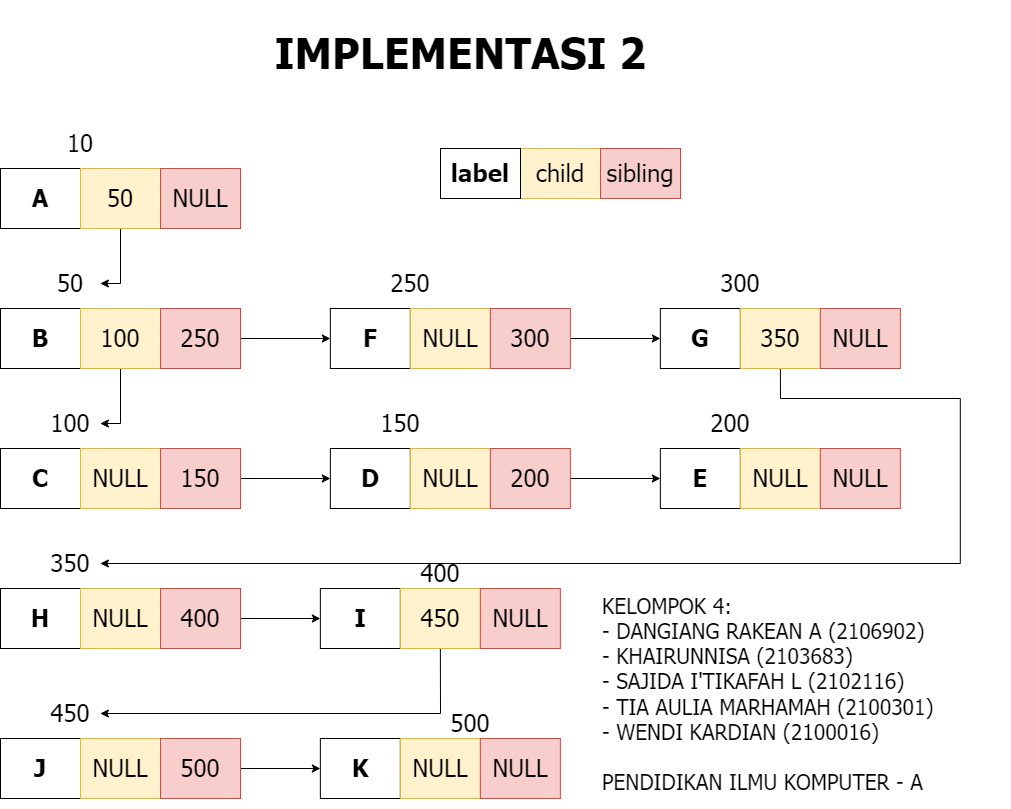 IMPLEMENTASI 2
10
label child sibling
A 50 NULL
50 250 300
B 100 250 F NULL 300 G 350 NULL
100 150 200
C NULL 150 D NULL 200 E NULL NULL
350 400
H NULL 400 I 450 NULL
450 500
J NULL 500 K NULL NULL
KELOMPOK 4:
- DANGIANG RAKEAN A (2106902)
- KHAIRUNNISA (2103683)
- SAJIDA I'TIKAFAH L (2102116)
- TIA AULIA MARHAMAH (2100301)
- WENDI KARDIAN (2100016)
PENDIDIKAN ILMU KOMPUTER - A